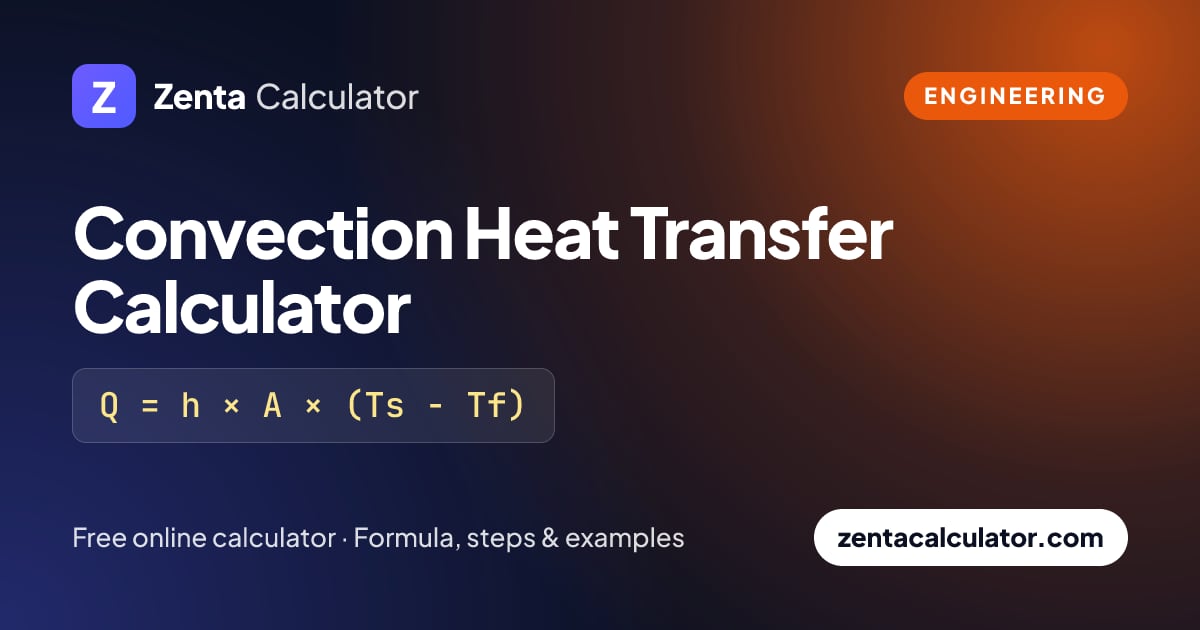 Z
Zenta Calculator
ENGINEERING
Convection Heat Transfer
Calculator
Q = h × A × (Ts - Tf)
Free online calculator · Formula, steps & examples
zentacalculator.com